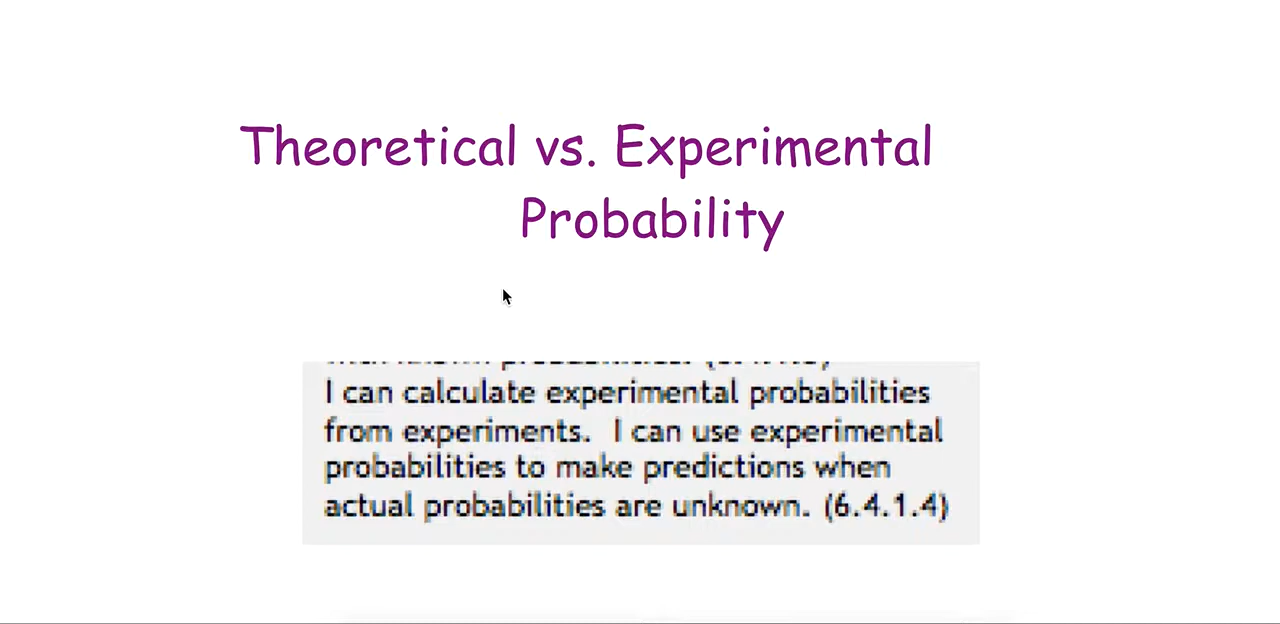 Theoretical vs. Experimental
Probability
I can calculate experimental probabilities
from experiments. I can use experimental
probabilities to make predictions when
actual probabilities are unknown. (6.4.1.4)